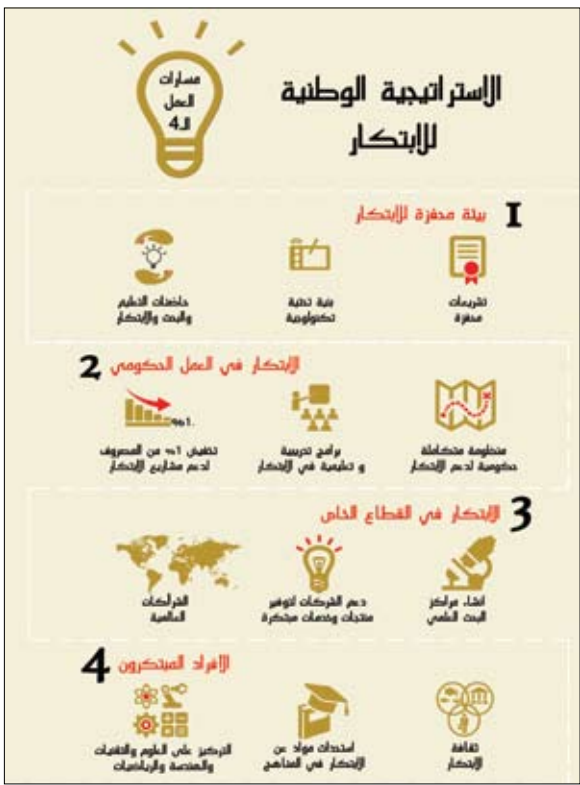 الاستراتيجية الوطنية
للابتكار
مسارات
العمل
الـ4
1 بيئة محفزة للابتكار
تشريعات
محفزة
بنية تحتية
تكنولوجية
حاضنات التعليم
والبحث والابتكار
2 الابتكار في العمل الحكومي
منظومة متكاملة
حكومية لدعم الابتكار
برامج تدريبية
و تعليمية في الابتكار
%1.
تخفيض 1% من المصروف
لدعم مشاريع الابتكار
3 الابتكار في القطاع الخاص
انشاء مراكز
البحث العلمي
دعم الشركات لتوفير
منتجات وخدمات مبتكرة
الشراكات
العالمية
4 الأفراد المبتكرون
ثقافة
الابتكار
استحداث مواد عن
الابتكار في المناهج
التركيز على العلوم والتقنيات
والهندسة والرياضيات